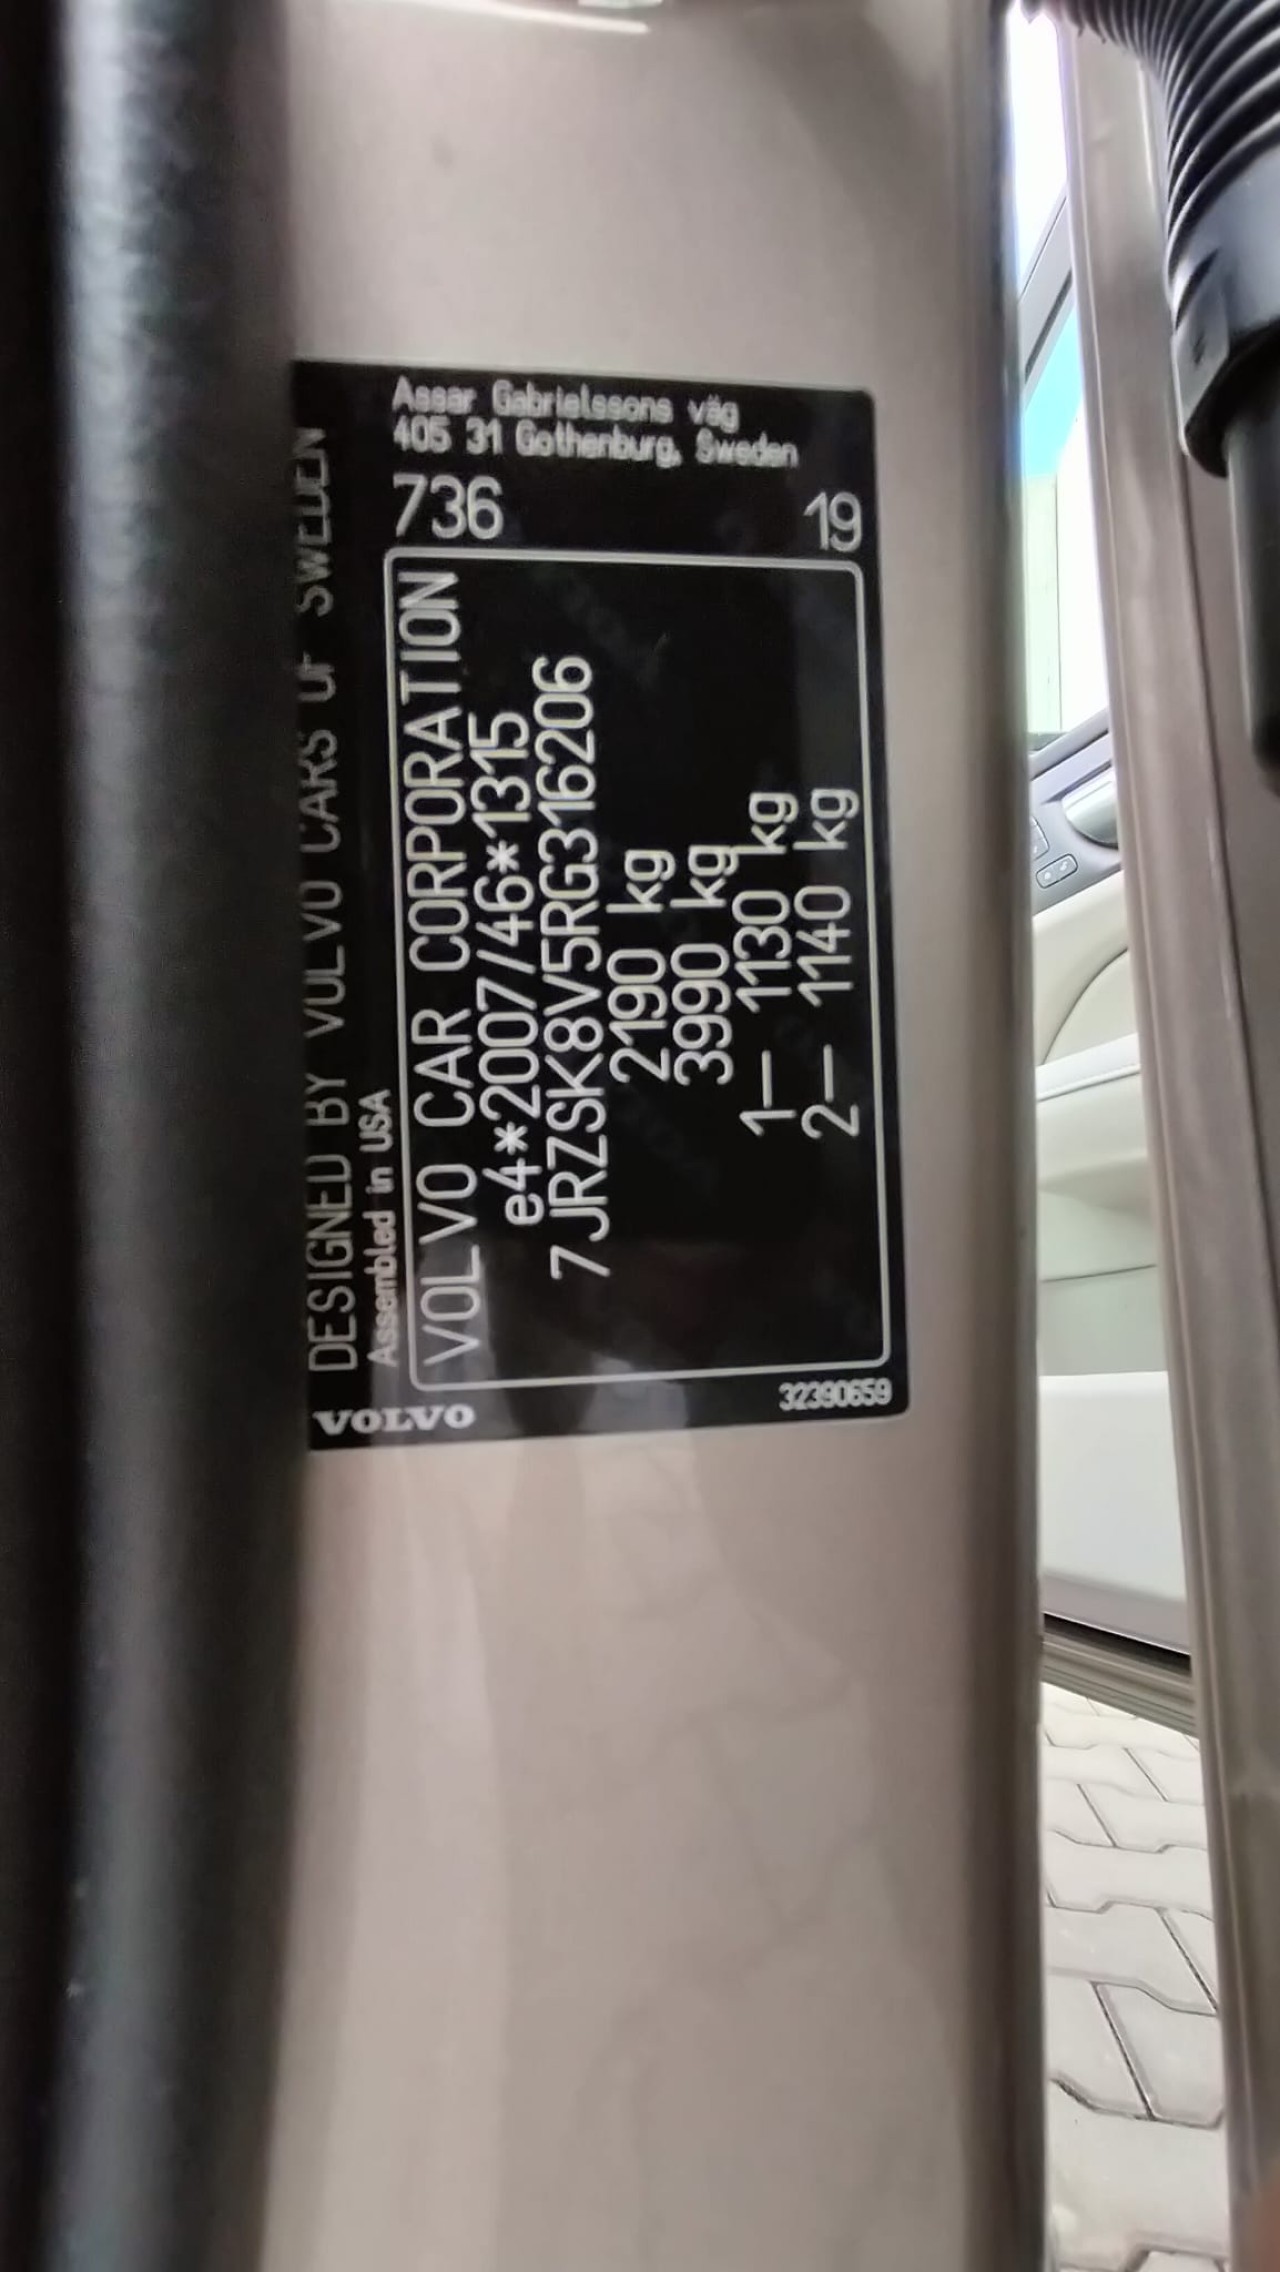 VOLVO
DESIGNED BY VOLVO CARS OF SWEDEN
Assembled in USA
Assar Gabrielssons väg
405 31 Gothenburg, Sweden
736
19
VOLVO CAR CORPORATION
e4*2007/46*1315
7JRZSK8V5RG316206
2190 kg
3990 kg
1— 1130 kg
2— 1140 kg
32390659